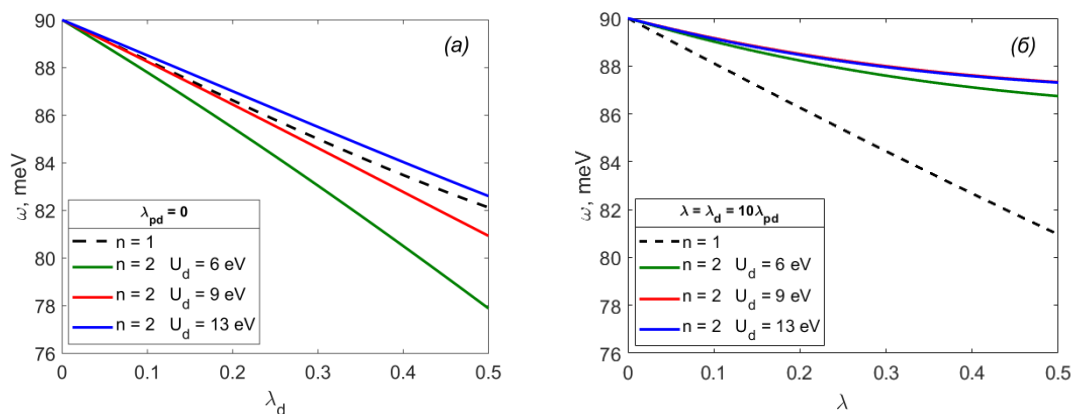 (а)
90
88
86
84
82
80
78
76
ω, meV
λpd = 0
n = 1
n = 2 Ud = 6 eV
n = 2 Ud = 9 eV
n = 2 Ud = 13 eV
0 0.1 0.2 0.3 0.4 0.5
λd
(б)
90
88
86
84
82
80
78
76
ω, meV
λ = λd = 10λpd
n = 1
n = 2 Ud = 6 eV
n = 2 Ud = 9 eV
n = 2 Ud = 13 eV
0 0.1 0.2 0.3 0.4 0.5
λ